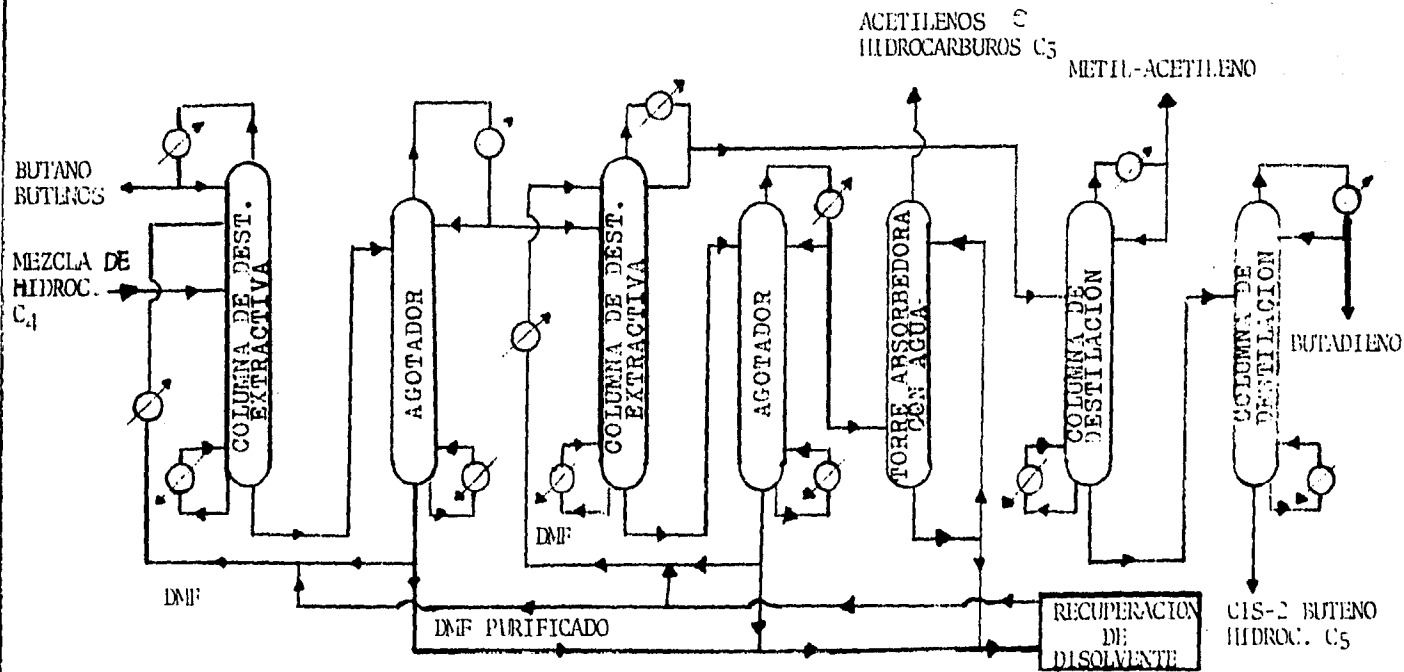 ACETILENOS E
HIDROCARBUROS C3
METIL-ACETILENO
BUTANO
BUTENOS
MEZCLA DE
HIDROC.
C4
COLUMNA DE DEST.
EXTRACTIVA
AGOTADOR
COLUMNA DE DEST.
EXTRACTIVA
AGOTADOR
TORRE ABSORBEDORA
CON AGUA-
COLUMNA DE
DESTILACIÓN
COLUMNA DE
DESTILACION
BUTADIENO
DMF
DMF
DMF PURIFICADO
RECUPERACION
DE
DISOLVENTE
CIS-2 BUTENO
HIDROC. C5